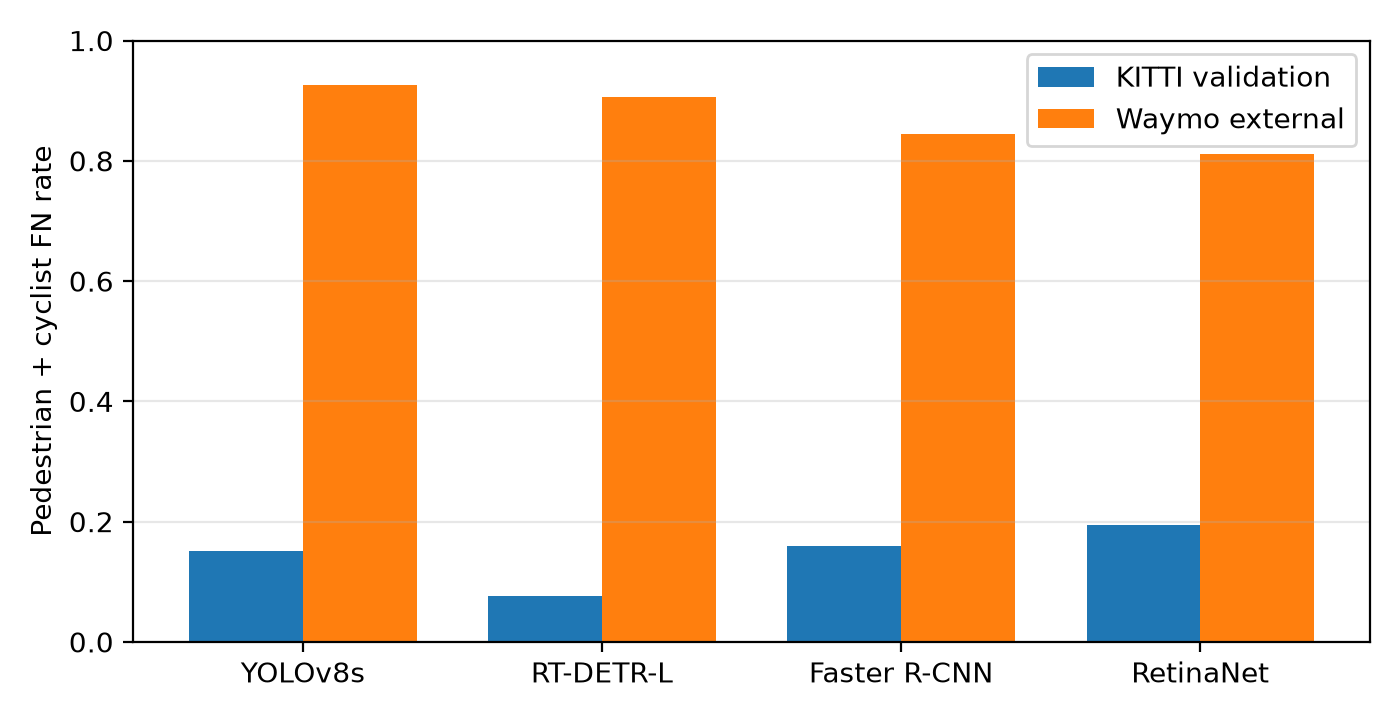 Pedestrian + cyclist FN rate
1.0
0.8
0.6
0.4
0.2
0.0
KITTI validation
Waymo external
YOLOv8s RT-DETR-L Faster R-CNN RetinaNet